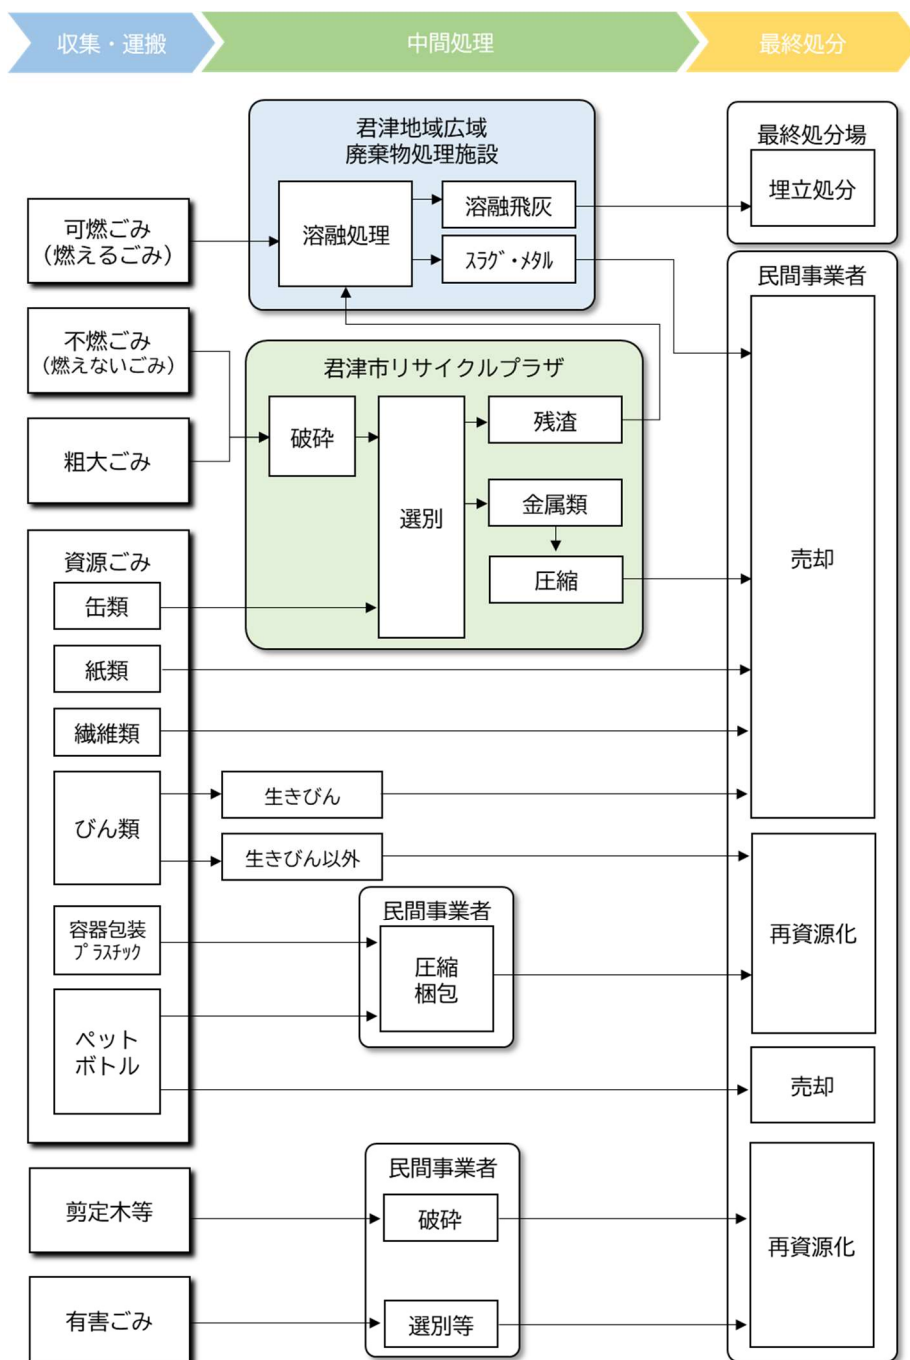 収集・運搬
中間処理
最終処分
君津地域広域
廃棄物処理施設
溶融処理
溶融飛灰
スラグ・メタル
最終処分場
埋立処分
可燃ごみ
（燃えるごみ）
不燃ごみ
（燃えないごみ）
粗大ごみ
君津市リサイクルプラザ
破砕
選別
残渣
金属類
圧縮
民間事業者
売却
資源ごみ
缶類
紙類
繊維類
びん類
生きびん
生きびん以外
容器包装
プラスチック
ペット
ボトル
民間事業者
圧縮
梱包
再資源化
売却
剪定木等
有害ごみ
民間事業者
破砕
選別等
再資源化